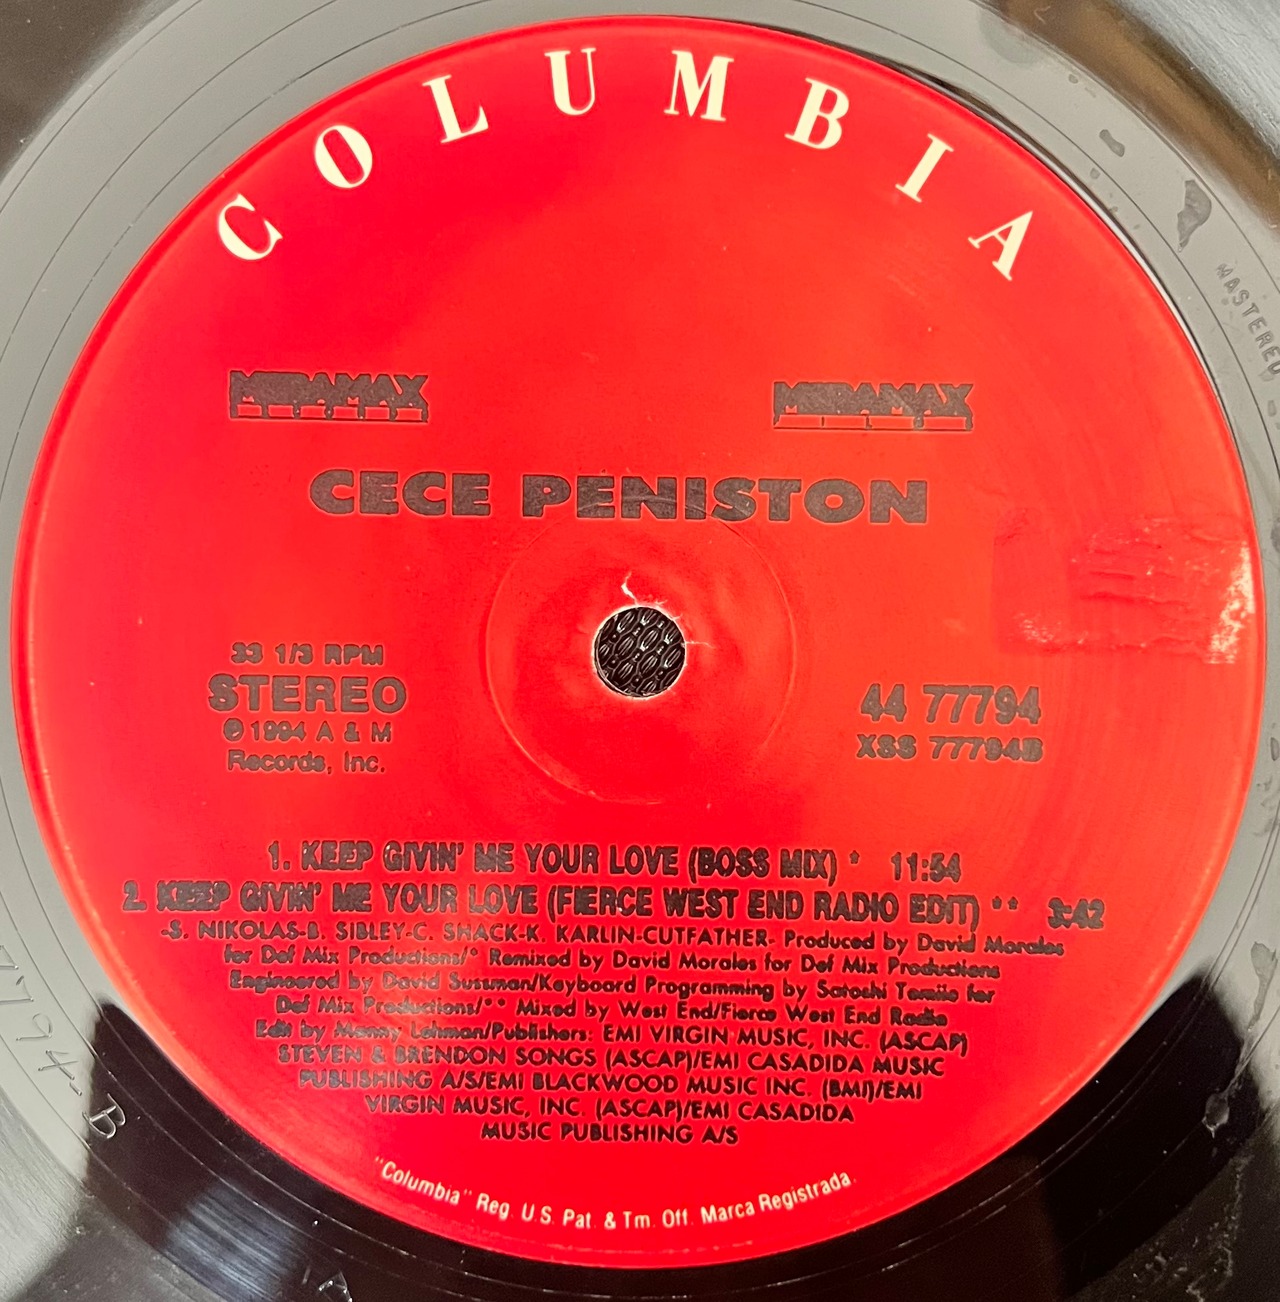 COLUMBIA
MIRAMAX MIRAMAX
CECE PENISTON
33 1/3 RPM
STEREO
℗ 1994 A & M
Records, Inc.
44 77794
XSS 77794B
1. KEEP GIVIN' ME YOUR LOVE (BOSS MIX) * 11:54
2. KEEP GIVIN' ME YOUR LOVE (FIERCE WEST END RADIO EDIT) ** 3:42
-S. NIKOLAS-B. SIBLEY-C. SHACK-K. KARLIN-CUTFATHER- Produced by David Morales
for Def Mix Productions/* Remixed by David Morales for Def Mix Productions
Engineered by David Sussman/Keyboard Programming by Satoshi Tomiie for
Def Mix Productions/** Mixed by West End/Fierce West End Radio
Edit by Manny Lehman/Publishers: EMI VIRGIN MUSIC, INC. (ASCAP)
STEVEN & BRENDON SONGS (ASCAP)/EMI CASADIDA MUSIC
PUBLISHING A/S/EMI BLACKWOOD MUSIC INC. (BMI)/EMI
VIRGIN MUSIC, INC. (ASCAP)/EMI CASADIDA
MUSIC PUBLISHING A/S
"Columbia" Reg. U.S. Pat. & Tm. Off. Marca Registrada.
MASTERED